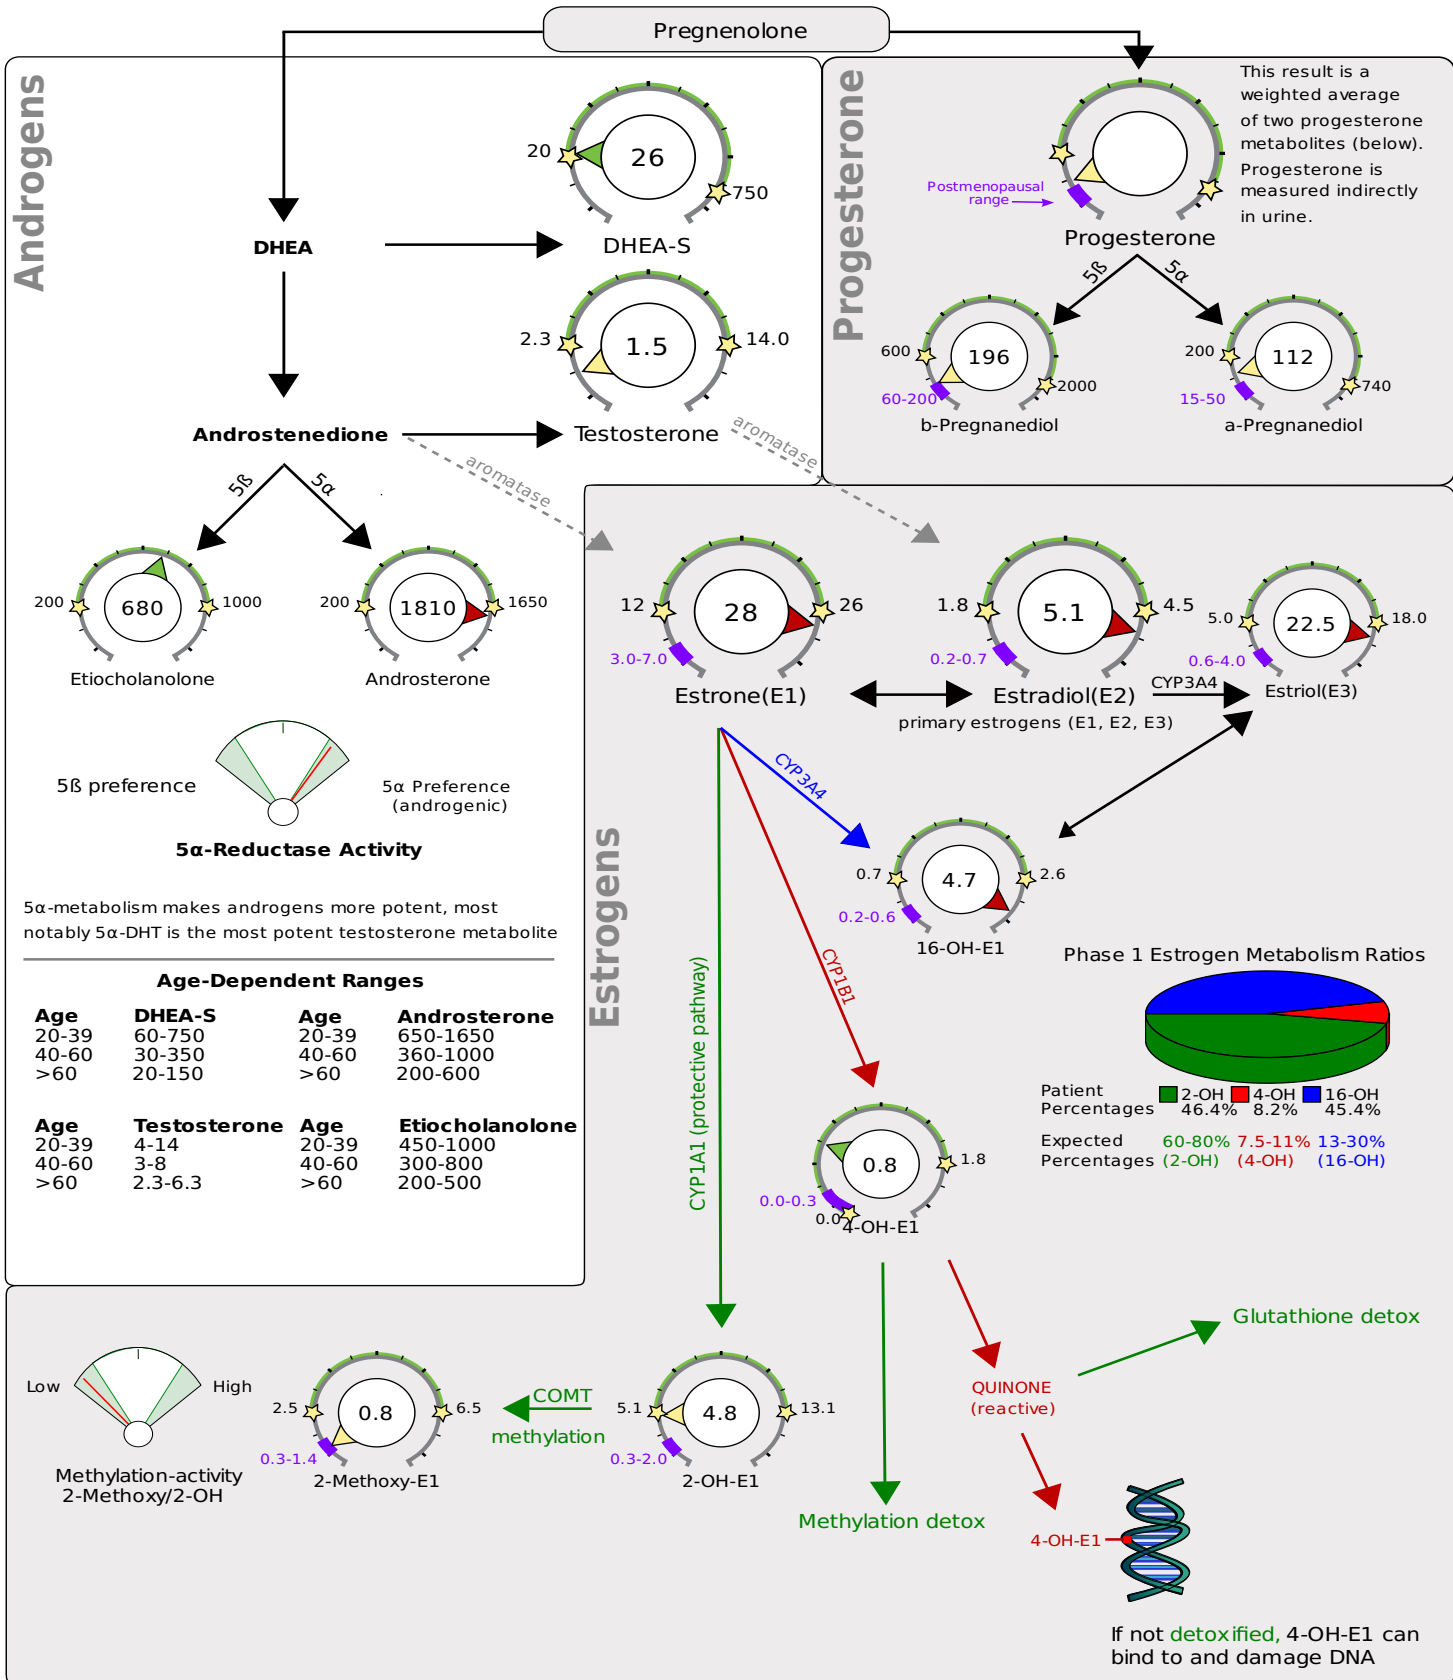 Pregnenolone
Androgens
20
26
750
DHEA-S
DHEA
2.3
1.5
14.0
Testosterone
Androstenedione
aromatase
aromatase
5ß
5α
200
680
1000
Etiocholanolone
200
1810
1650
Androsterone
5ß preference
5α Preference
(androgenic)
5α-Reductase Activity
5α-metabolism makes androgens more potent, most
notably 5α-DHT is the most potent testosterone metabolite
Age-Dependent Ranges
Age DHEA-S Age Androsterone
20-39 60-750 20-39 650-1650
40-60 30-350 40-60 360-1000
>60 20-150 >60 200-600
Age Testosterone Age Etiocholanolone
20-39 4-14 20-39 450-1000
40-60 3-8 40-60 300-800
>60 2.3-6.3 >60 200-500
Progesterone
This result is a
weighted average
of two progesterone
metabolites (below).
Progesterone is
measured indirectly
in urine.
Postmenopausal
range
Progesterone
5ß
5α
600
196
2000
60-200
b-Pregnanediol
200
112
740
15-50
a-Pregnanediol
Estrogens
12
28
26
3.0-7.0
Estrone(E1)
1.8
5.1
4.5
0.2-0.7
Estradiol(E2)
CYP3A4
5.0
22.5
18.0
0.6-4.0
Estriol(E3)
primary estrogens (E1, E2, E3)
CYP3A4
0.7
4.7
2.6
0.2-0.6
16-OH-E1
CYP1B1
CYP1A1 (protective pathway)
Phase 1 Estrogen Metabolism Ratios
Patient
Percentages
2-OH 4-OH 16-OH
46.4% 8.2% 45.4%
Expected
Percentages
60-80% 7.5-11% 13-30%
(2-OH) (4-OH) (16-OH)
0.8
1.8
0.0-0.3
0.0
4-OH-E1
Low
High
Methylation-activity
2-Methoxy/2-OH
2.5
0.8
6.5
0.3-1.4
2-Methoxy-E1
COMT
methylation
5.1
4.8
13.1
0.3-2.0
2-OH-E1
Glutathione detox
QUINONE
(reactive)
Methylation detox
4-OH-E1
If not detoxified, 4-OH-E1 can
bind to and damage DNA